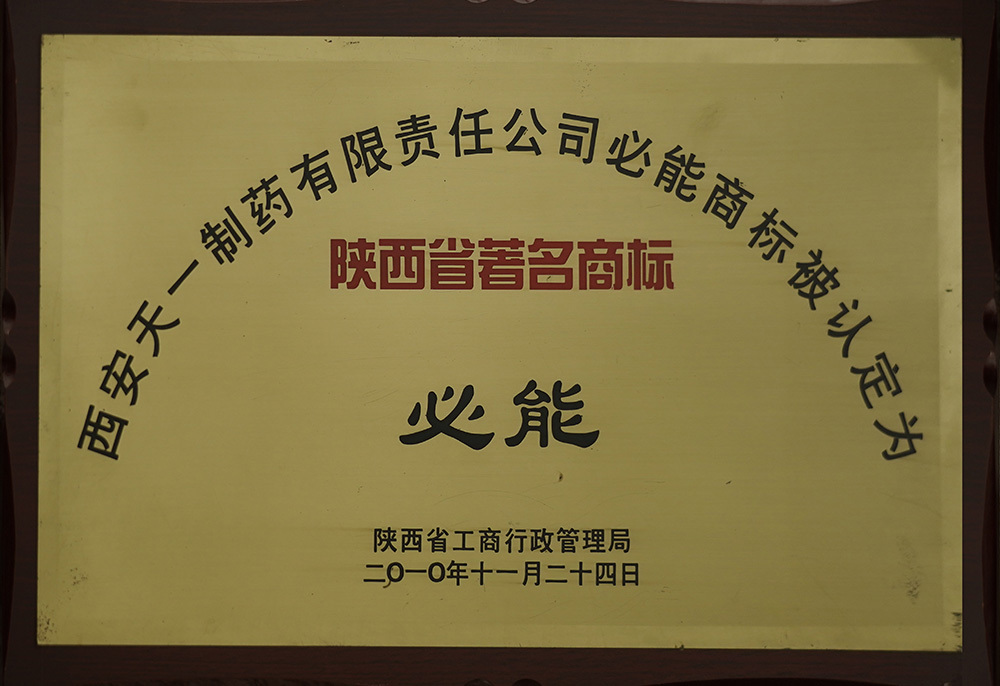 西安天一制药有限责任公司必能商标被认定为
陕西省著名商标
必能
陕西省工商行政管理局
二〇一〇年十一月二十四日